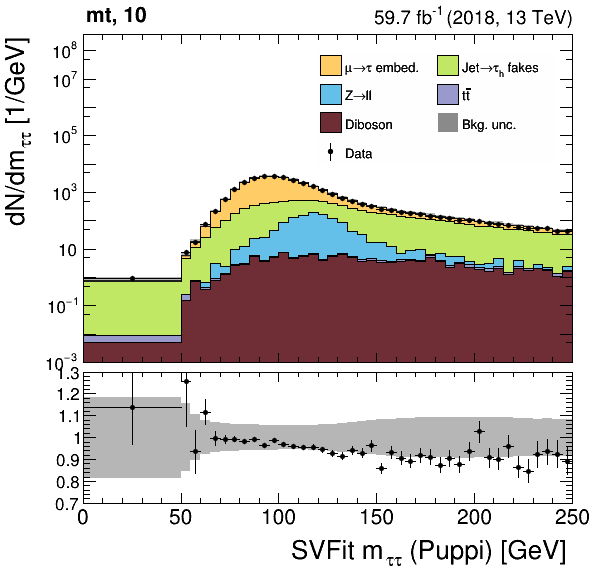 mt, 10
59.7 fb⁻¹ (2018, 13 TeV)
dN/dm_ττ [1/GeV]
10⁸
10⁷
10⁵
10³
10
10⁻¹
10⁻³
μ→τ embed.
Jet→τ_h fakes
Z→ll
tt̄
Diboson
Bkg. unc.
Data
1.3
1.2
1.1
1
0.9
0.8
0.7
0
50
100
150
200
250
SVFit m_ττ (Puppi) [GeV]